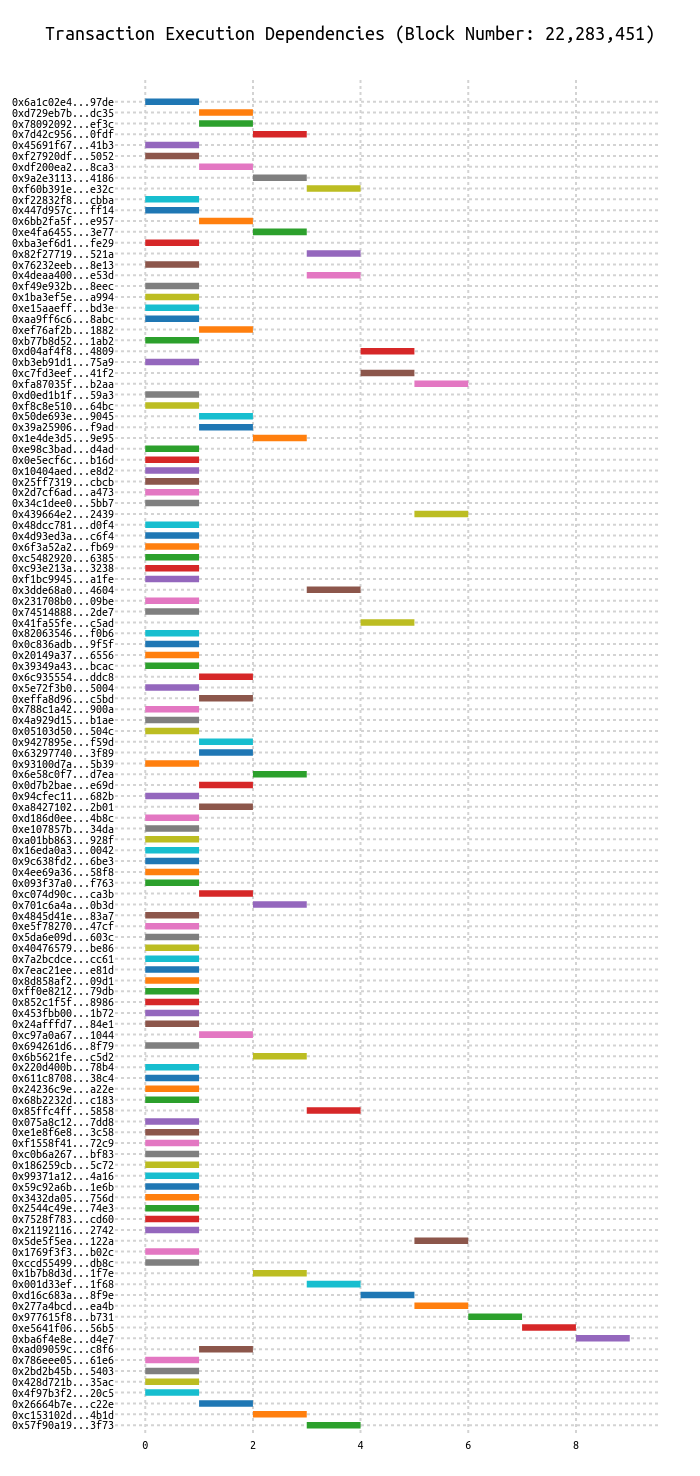 Transaction Execution Dependencies (Block Number: 22,283,451)
0x6a1c02e4...97de
0xd729eb7b...dc35
0x78092092...ef3c
0x7d42c956...0fdf
0x45691f67...41b3
0xf27920df...5052
0xdf200ea2...8ca3
0x9a2e3113...4186
0xf60b391e...e32c
0xf22832f8...cbba
0x447d957c...ff14
0x6bb2fa5f...e957
0xe4fa6455...3e77
0xba3ef6d1...fe29
0x82f27719...521a
0x76232eeb...8e13
0x4deaa400...e53d
0xf49e932b...8eec
0x1ba3ef5e...a994
0xe15aaeff...bd3e
0xaa9ff6c6...8abc
0xef76af2b...1882
0xb77b8d52...1ab2
0xd04af4f8...4809
0xb3eb91d1...75a9
0xc7fd3eef...41f2
0xfa87035f...b2aa
0xd0ed1b1f...59a3
0xf8c8e510...64bc
0x50de693e...9045
0x39a25906...f9ad
0x1e4de3d5...9e95
0xe98c3bad...d4ad
0x0e5ecf6c...b16d
0x10404aed...e8d2
0x25ff7319...cbcb
0x2d7cf6ad...a473
0x34c1dee0...5bb7
0x439664e2...2439
0x48dcc781...d0f4
0x4d93ed3a...c6f4
0x6f3a52a2...fb69
0xc5482920...6385
0xc93e213a...3238
0xf1bc9945...a1fe
0x3dde68a0...4604
0x231708b0...09be
0x74514888...2de7
0x41fa55fe...c5ad
0x82063546...f0b6
0x0c836adb...9f5f
0x20149a37...6556
0x39349a43...bcac
0x6c935554...ddc8
0x5e72f3b0...5004
0xeffa8d96...c5bd
0x788c1a42...900a
0x4a929d15...b1ae
0x05103d50...504c
0x9427895e...f59d
0x63297740...3f89
0x93100d7a...5b39
0x6e58c0f7...d7ea
0x0d7b2bae...e69d
0x94cfec11...682b
0xa8427102...2b01
0xd186d0ee...4b8c
0xe107857b...34da
0xa01bb863...928f
0x16eda0a3...0042
0x9c638fd2...6be3
0x4ee69a36...58f8
0x093f37a0...f763
0xc074d90c...ca3b
0x701c6a4a...0b3d
0x4845d41e...83a7
0xe5f78270...47cf
0x5da6e09d...603c
0x40476579...be86
0x7a2bcdce...cc61
0x7eac21ee...e81d
0x8d858af2...09d1
0xff0e8212...79db
0x852c1f5f...8986
0x453fbb00...1b72
0x24afffd7...84e1
0xc97a0a67...1044
0x694261d6...8f79
0x6b5621fe...c5d2
0x220d400b...78b4
0x611c8708...38c4
0x24236c9e...a22e
0x68b2232d...c183
0x85ffc4ff...5858
0x075a8c12...7dd8
0xe1e8f6e8...3c58
0xf1558f41...72c9
0xc0b6a267...bf83
0x186259cb...5c72
0x99371a12...4a16
0x59c92a6b...1e6b
0x3432da05...756d
0x2544c49e...74e3
0x7528f783...cd60
0x21192116...2742
0x5de5f5ea...122a
0x1769f3f3...b02c
0xccd55499...db8c
0x1b7b8d3d...1f7e
0x001d33ef...1f68
0xd16c683a...8f9e
0x277a4bcd...ea4b
0x977615f8...b731
0xe5641f06...56b5
0xba6f4e8e...d4e7
0xad09059c...c8f6
0x786eee05...61e6
0x2bd2b45b...5403
0x428d721b...35ac
0x4f97b3f2...20c5
0x26664b7e...c22e
0xc153102d...4b1d
0x57f90a19...3f73
0 2 4 6 8